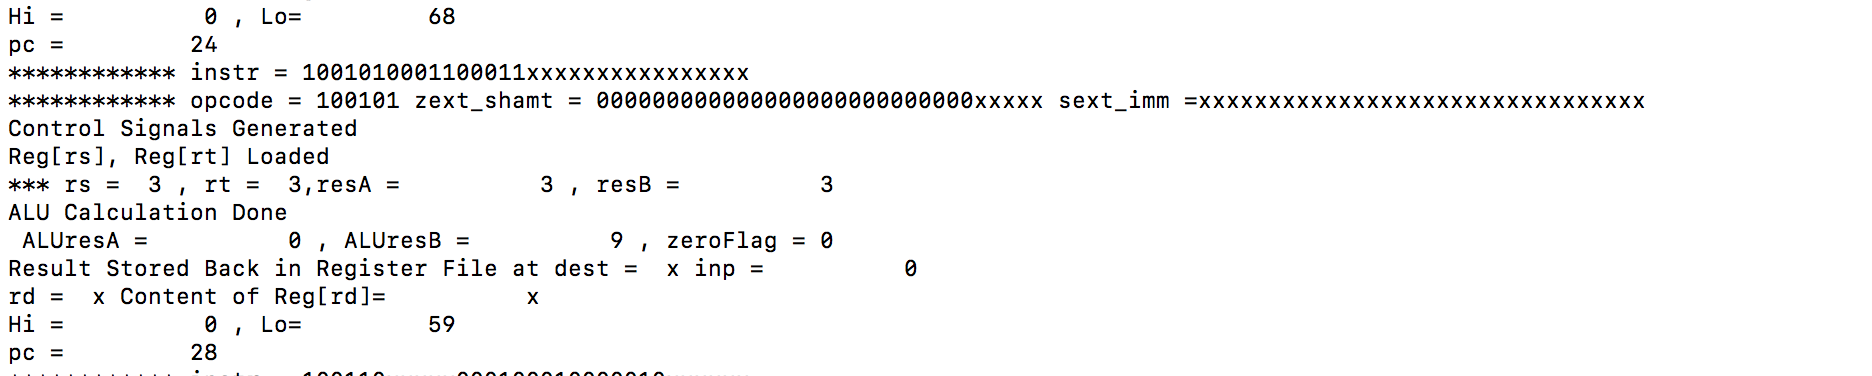 Hi =          0 , Lo=         68
pc =         24
************ instr = 1001010001100011xxxxxxxxxxxxxxxx
************ opcode = 100101 zext_shamt = 000000000000000000000000000xxxxx sext_imm =xxxxxxxxxxxxxxxxxxxxxxxxxxxxxxxx
Control Signals Generated
Reg[rs], Reg[rt] Loaded
*** rs =  3 , rt =  3,resA =          3 , resB =          3
ALU Calculation Done
 ALUresA =          0 , ALUresB =          9 , zeroFlag = 0
Result Stored Back in Register File at dest =  x inp =          0
rd =  x Content of Reg[rd]=          x
Hi =          0 , Lo=         59
pc =         28